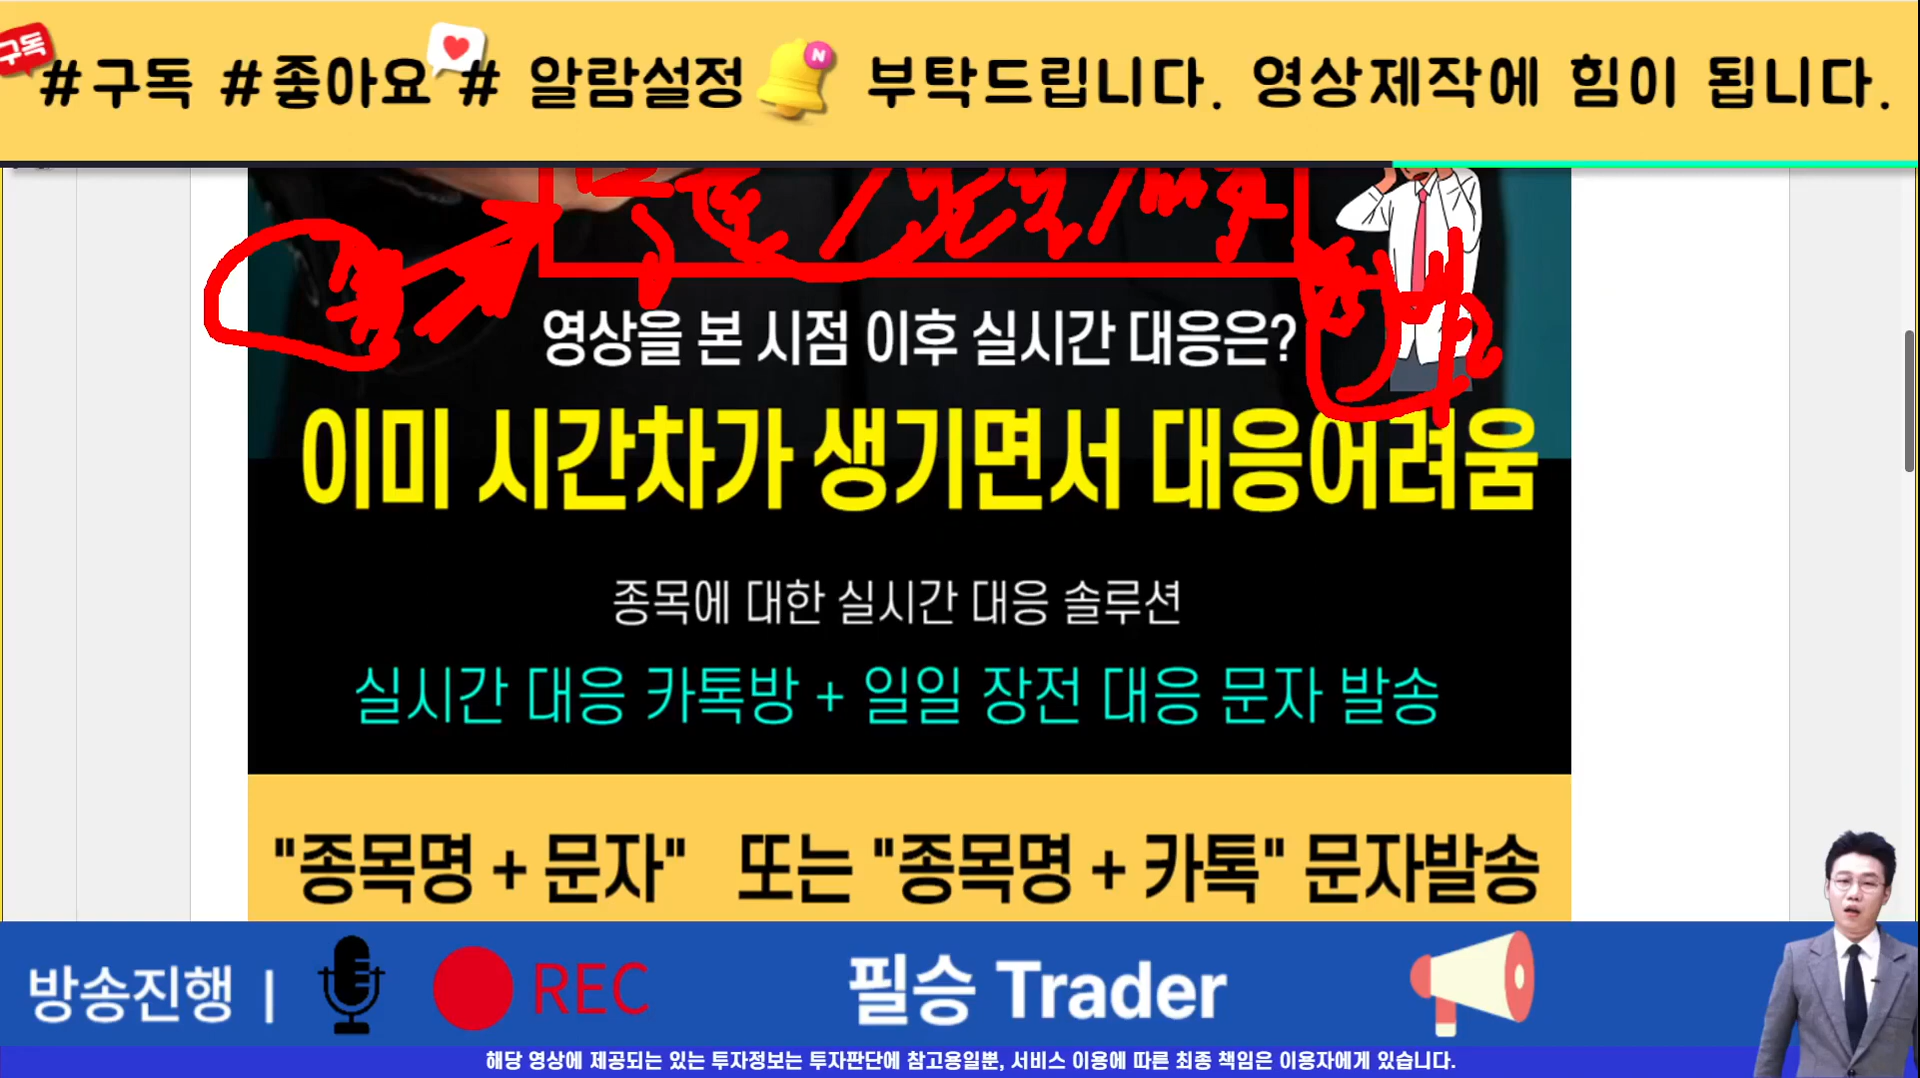 구독
#구독 #좋아요 # 알람설정 N 부탁드립니다. 영상제작에 힘이 됩니다.
영상을 본 시점 이후 실시간 대응은?
이미 시간차가 생기면서 대응어려움
종목에 대한 실시간 대응 솔루션
실시간 대응 카톡방 + 일일 장전 대응 문자 발송
"종목명 + 문자" 또는 "종목명 + 카톡" 문자발송
방송진행 | REC 필승 Trader
해당 영상에 제공되는 있는 투자정보는 투자판단에 참고용일뿐, 서비스 이용에 따른 최종 책임은 이용자에게 있습니다.